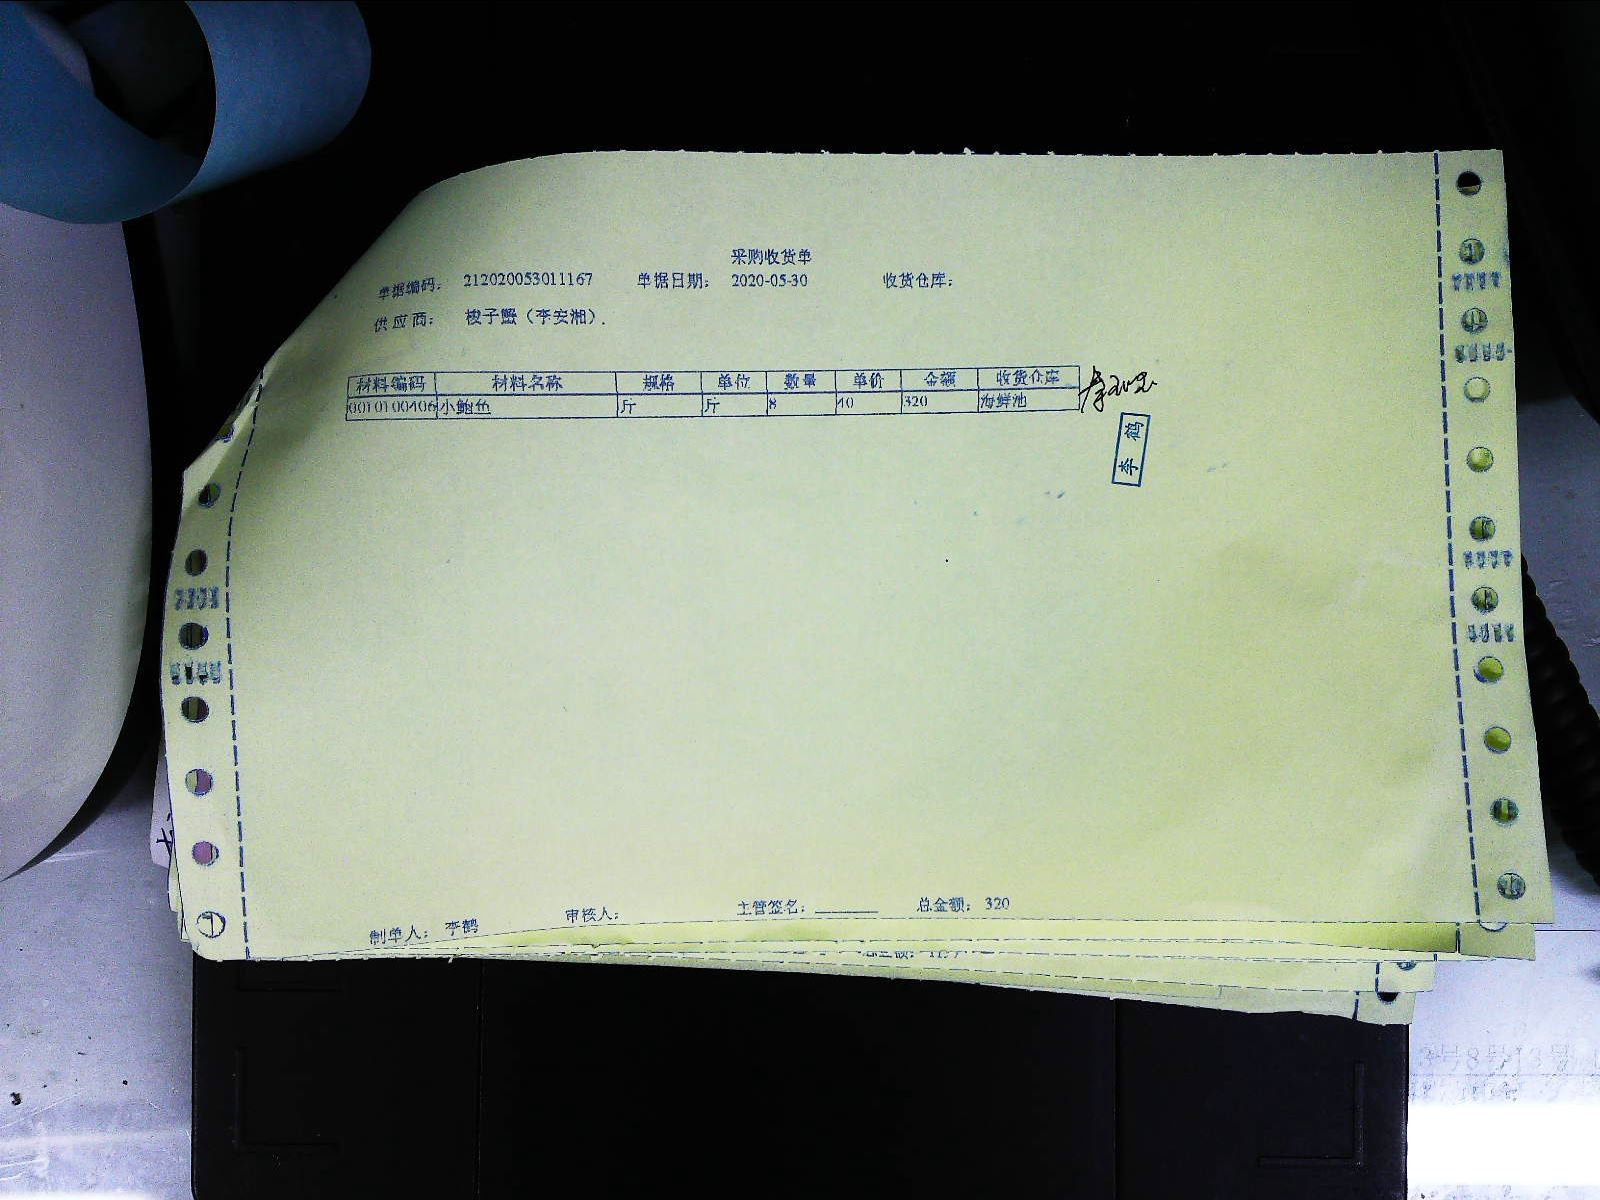 采购收货单
单据编码： 212020053011167 单据日期： 2020-05-30 收货仓库：
供应商： 梭子蟹（李安湘）.
材料编码 材料名称 规格 单位 数量 单价 金额 收货仓库
0010100406 小鲍鱼 斤 斤 8 40 320 海鲜池
李鹤
制单人： 李鹤 审核人： 主管签名：_______ 总金额： 320